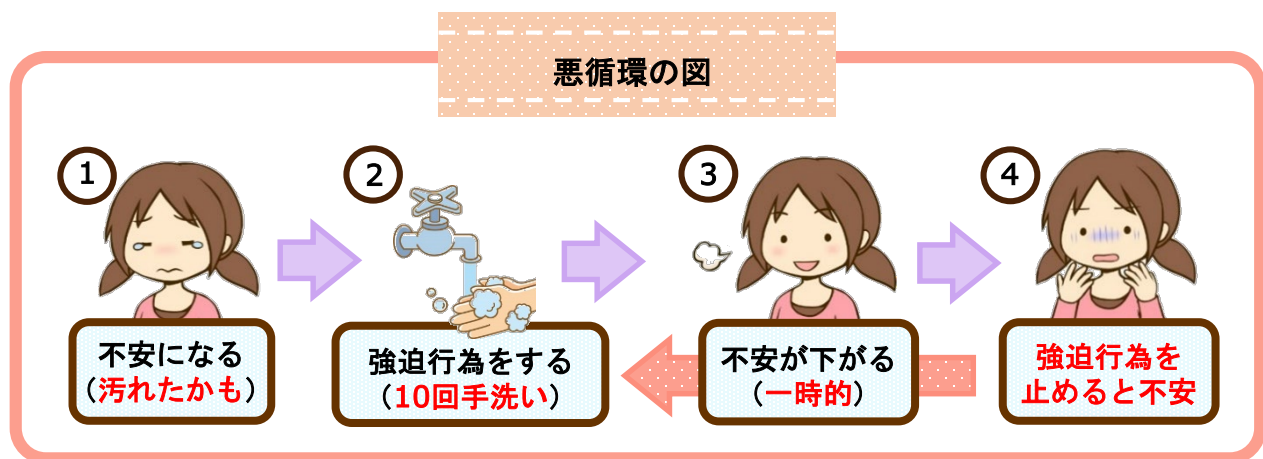 悪循環の図
1
2
3
4
不安になる
（汚れたかも）
強迫行為をする
（10回手洗い）
不安が下がる
（一時的）
強迫行為を
止めると不安